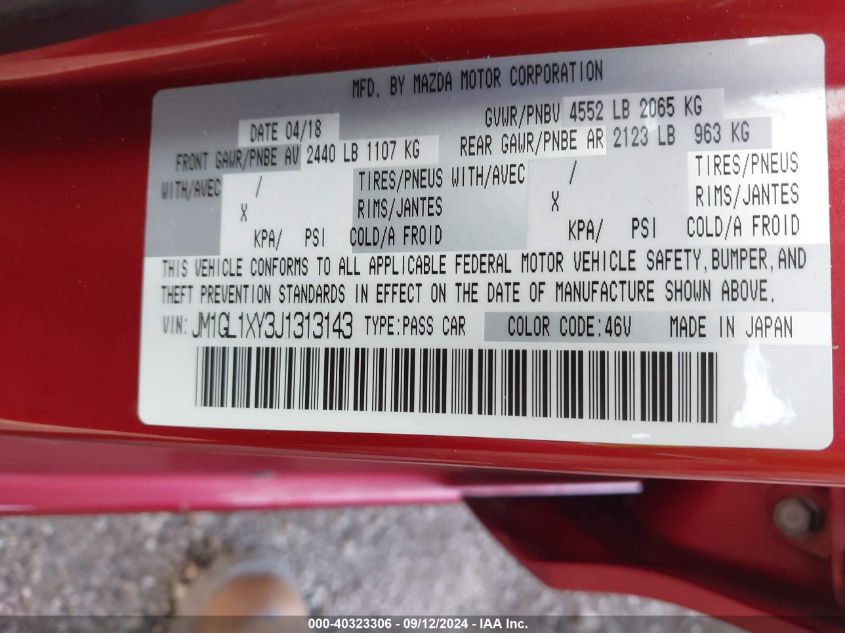 MFD. BY MAZDA MOTOR CORPORATION
DATE 04/18 GVWR/PNBV 4552 LB 2065 KG
FRONT GAWR/PNBE AV 2440 LB 1107 KG REAR GAWR/PNBE AR 2123 LB 963 KG
WITH/AVEC / TIRES/PNEUS WITH/AVEC / TIRES/PNEUS
X RIMS/JANTES X RIMS/JANTES
KPA/ PSI COLD/A FROID KPA/ PSI COLD/A FROID
THIS VEHICLE CONFORMS TO ALL APPLICABLE FEDERAL MOTOR VEHICLE SAFETY, BUMPER, AND
THEFT PREVENTION STANDARDS IN EFFECT ON THE DATE OF MANUFACTURE SHOWN ABOVE.
VIN: JM1GL1XY3J1313143 TYPE:PASS CAR COLOR CODE:46V MADE IN JAPAN
000-40323306 - 09/12/2024 - IAA Inc.